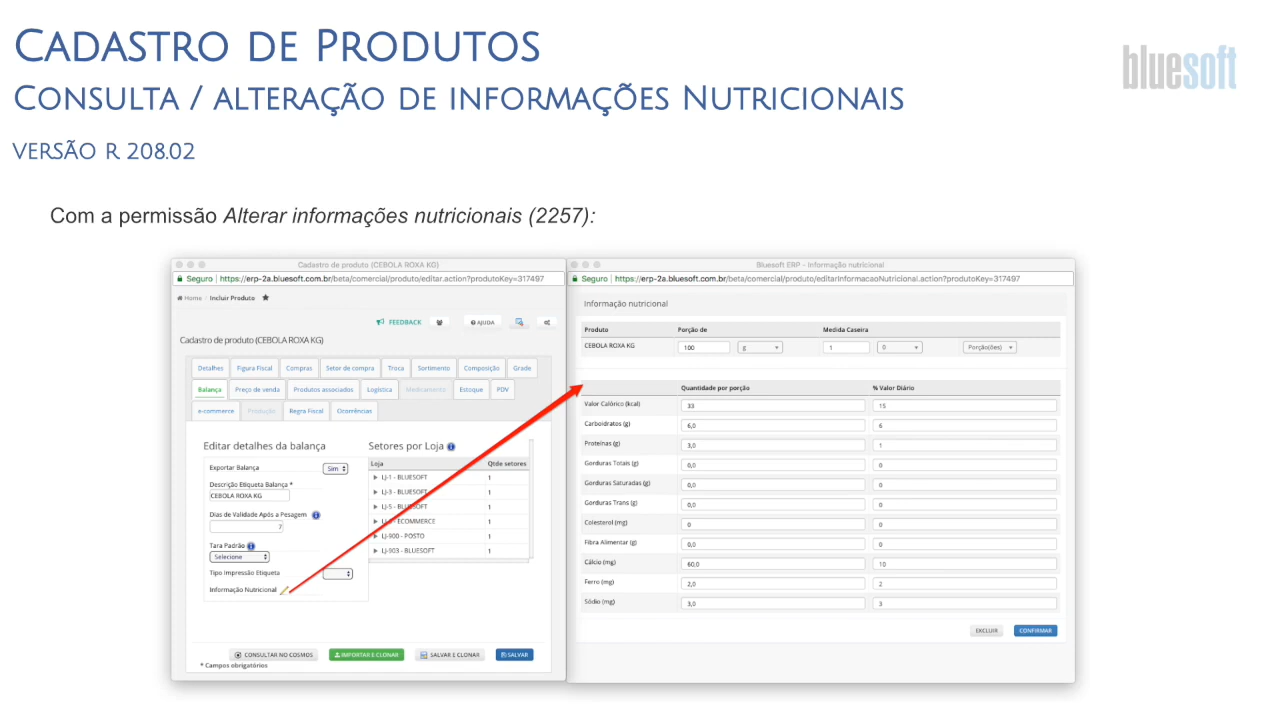 CADASTRO DE PRODUTOS
CONSULTA / ALTERAÇÃO DE INFORMAÇÕES NUTRICIONAIS
VERSÃO R 208.02
bluesoft
Com a permissão Alterar informações nutricionais (2257):
Cadastro de produto (CEBOLA ROXA KG)
Seguro | https://erp-2a.bluesoft.com.br/beta/comercial/produto/editar.action?produtoKey=317497
Home / Incluir Produto
FEEDBACK AJUDA
Cadastro de produto (CEBOLA ROXA KG)
Detalhes Figura Fiscal Compras Setor de compra Troca Sortimento Composição Grade
Balança Preço de venda Produtos associados Logística Medicamento Estoque PDV
e-commerce Produção Regra Fiscal Ocorrências
Editar detalhes da balança
Exportar Balança Sim
Descrição Etiqueta Balança *
CEBOLA ROXA KG
Dias de Validade Após a Pesagem
7
Tara Padrão
Selecione
Tipo Impressão Etiqueta
Informação Nutricional
Setores por Loja
Loja Qtde setores
LJ-1 - BLUESOFT 1
LJ-3 - BLUESOFT 1
LJ-5 - BLUESOFT 1
ECOMMERCE 1
LJ-900 - POSTO 1
LJ-903 - BLUESOFT 1
CONSULTAR NO COSMOS IMPORTAR E CLONAR SALVAR E CLONAR SALVAR
* Campos obrigatórios
Bluesoft ERP - Informação nutricional
Seguro | https://erp-2a.bluesoft.com.br/beta/comercial/produto/editarInformacaoNutricional.action?produtoKey=317497
Informação nutricional
Produto Porção de Medida Caseira
CEBOLA ROXA KG 100 g 1 0 Porção(ões)
Quantidade por porção % Valor Diário
Valor Calórico (kcal) 33 15
Carboidratos (g) 6,0 6
Proteínas (g) 3,0 1
Gorduras Totais (g) 0,0 0
Gorduras Saturadas (g) 0,0 0
Gorduras Trans (g) 0,0 0
Colesterol (mg) 0 0
Fibra Alimentar (g) 0,0 0
Cálcio (mg) 60,0 10
Ferro (mg) 2,0 2
Sódio (mg) 3,0 3
EXCLUIR CONFIRMAR